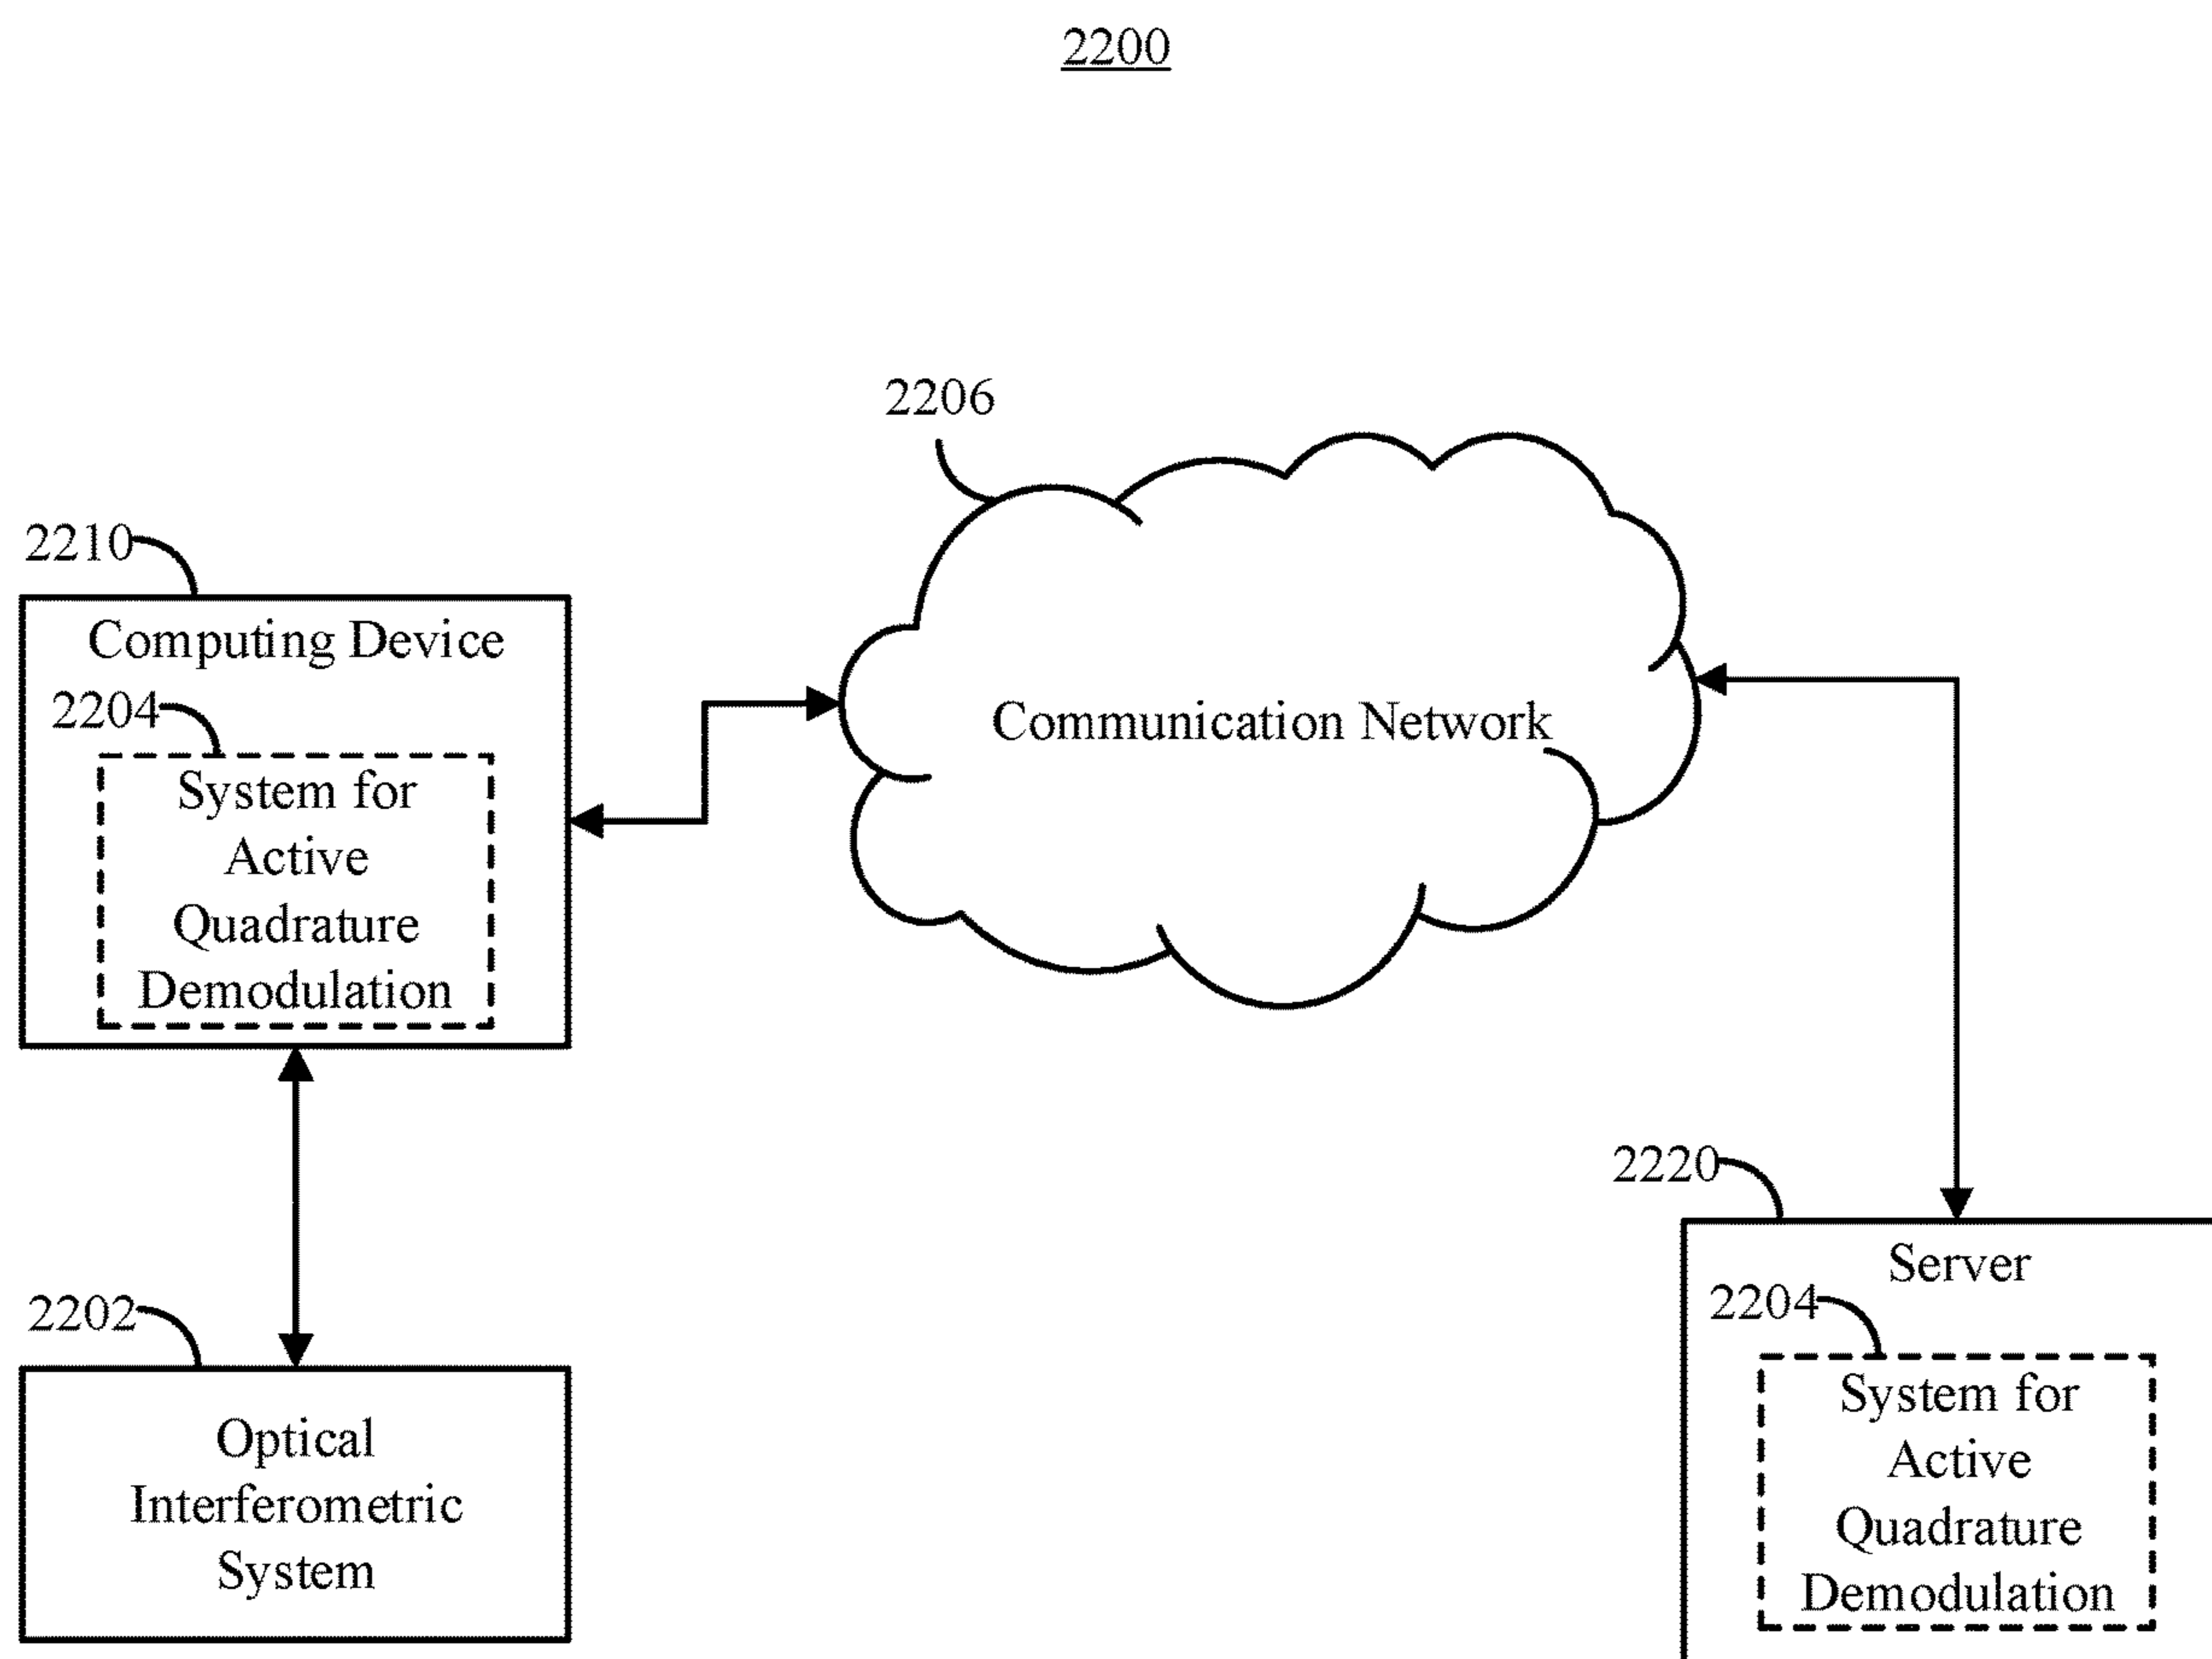 2200
2206
2210
Computing Device
2204
System for
Active
Quadrature
Demodulation
Communication Network
2220
Server
2204
System for
Active
Quadrature
Demodulation
2202
Optical
Interferometric
System